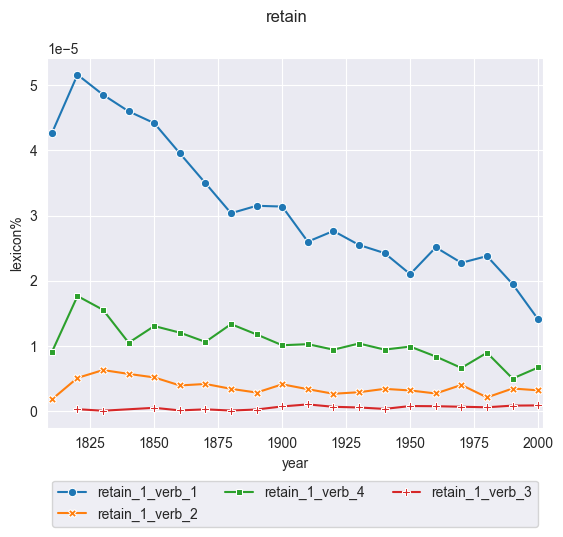 retain
1e−5
5
4
3
2
1
0
lexicon%
1825 1850 1875 1900 1925 1950 1975 2000
year
retain_1_verb_1 retain_1_verb_4 retain_1_verb_3
retain_1_verb_2